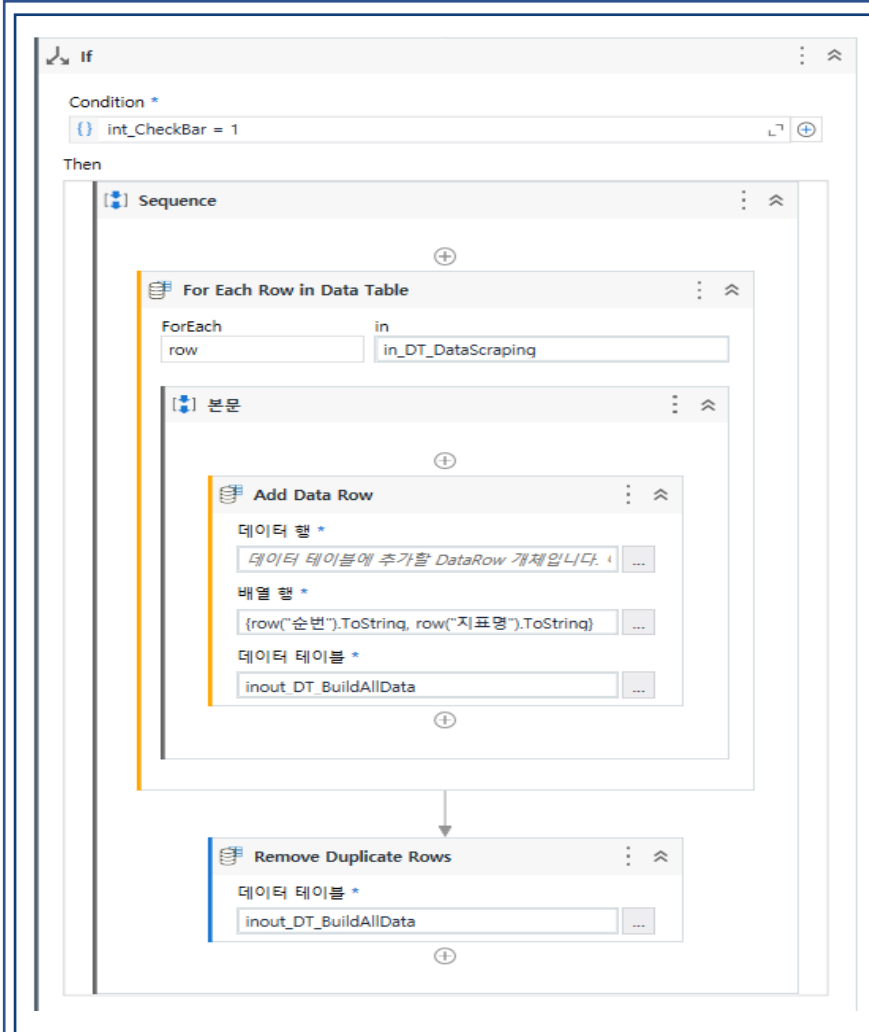 If
Condition *
int_CheckBar = 1
Then
Sequence
For Each Row in Data Table
ForEach in
row in_DT_DataScraping
본문
Add Data Row
데이터 행 *
데이터 테이블에 추가할 DataRow 개체입니다. ...
배열 행 *
{row("순번").ToString, row("지표명").ToString} ...
데이터 테이블 *
inout_DT_BuildAllData ...
Remove Duplicate Rows
데이터 테이블 *
inout_DT_BuildAllData ...